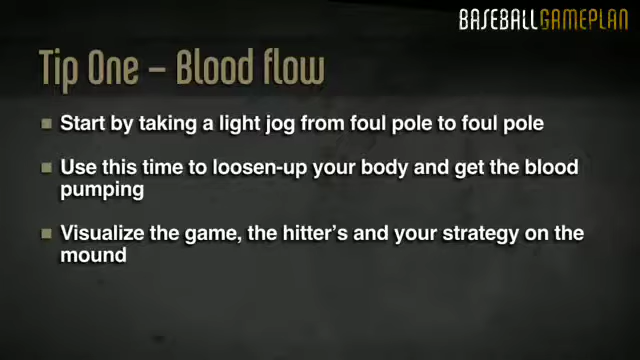 BASEBALLGAMEPLAN
Tip One – Blood flow
Start by taking a light jog from foul pole to foul pole
Use this time to loosen-up your body and get the blood
pumping
Visualize the game, the hitter's and your strategy on the
mound